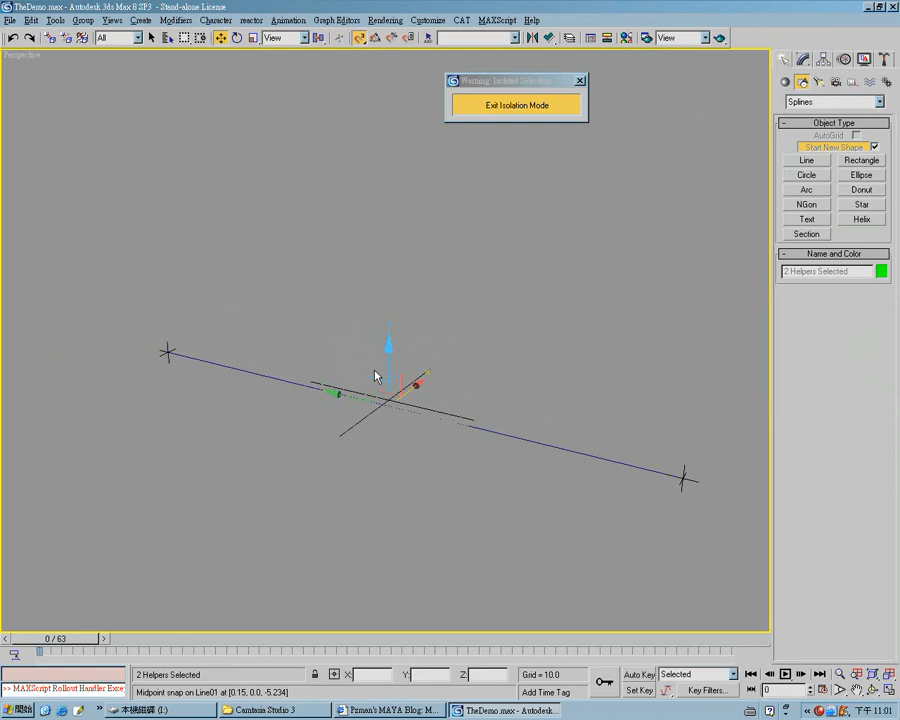 TheDemo.max - Autodesk 3ds Max 8 SP3 - Stand-alone License
File Edit Tools Group Views Create Modifiers Character reactor Animation Graph Editors Rendering Customize CAT MAXScript Help
All View View
Perspective
Warning: Isolated Selection
Exit Isolation Mode
Splines
- Object Type
AutoGrid
Start New Shape
Line Rectangle
Circle Ellipse
Arc Donut
NGon Star
Text Helix
Section
- Name and Color
2 Helpers Selected
< 0 / 63 >
2 Helpers Selected X: Y: Z: Grid = 10.0 Auto Key Selected
>> MAXScript Rollout Handler Exce Midpoint snap on Line01 at [0.15, 0.0, -5.234] Add Time Tag Set Key Key Filters... 0
開始 » 本機磁碟 (I:) Camtasia Studio 3 Pzman's MAYA Blog: M... TheDemo.max - Autodesk... « 下午 11:01